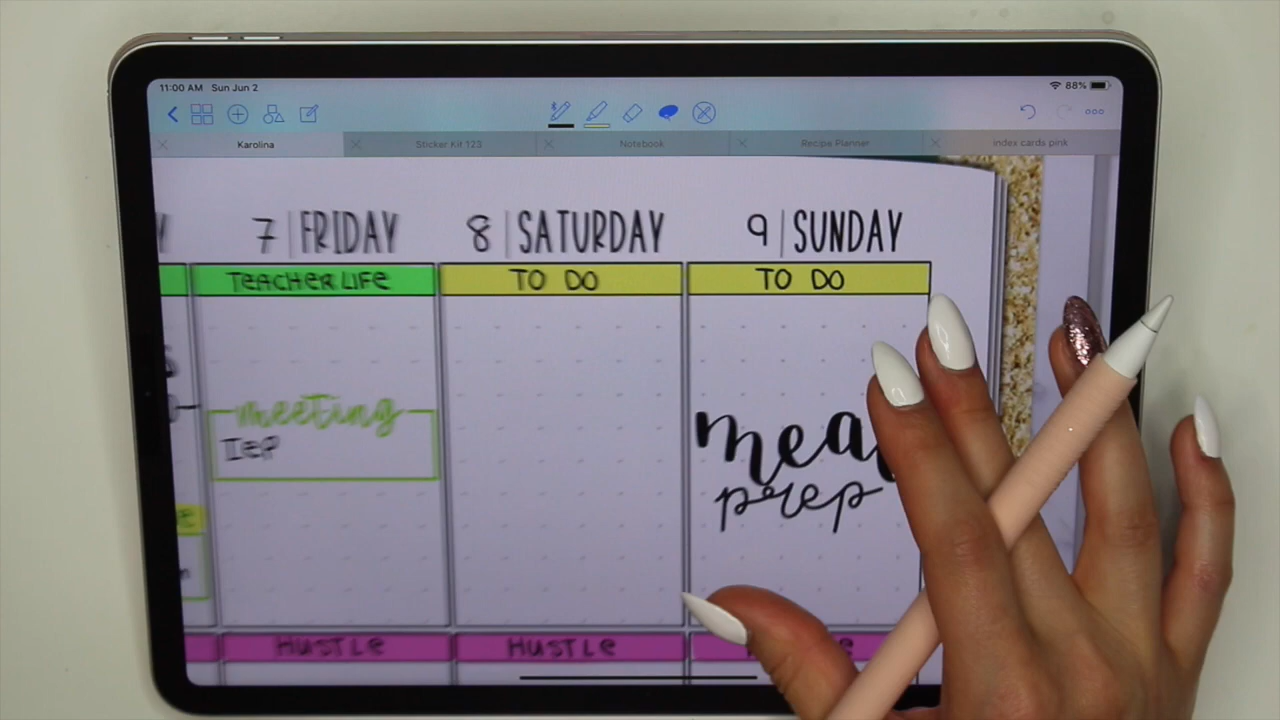 11:00 AM Sun Jun 2
88%
Karolina
Sticker Kit 123
Notebook
Recipe Planner
index cards pink
Y
7 FRIDAY
8 SATURDAY
9 SUNDAY
TEACHER LIFE
TO DO
TO DO
meeting
IEP
prep
HUSTLE
HUSTLE